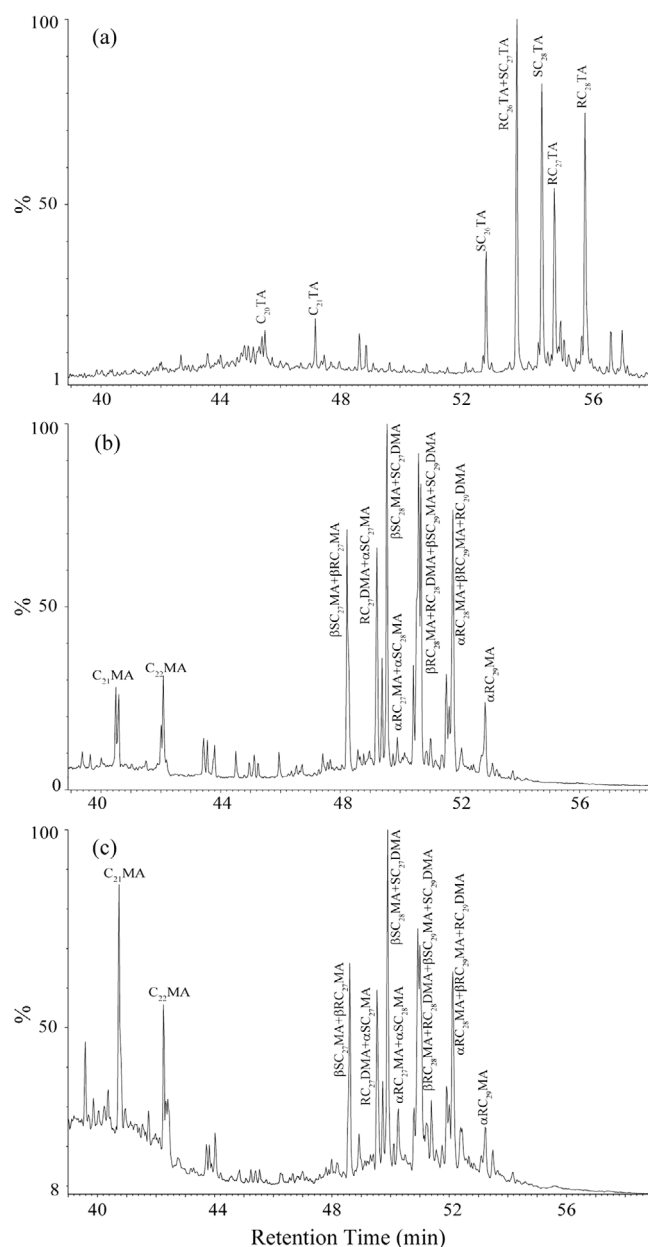 (a)
100
50
1
%
C₂₀TA
C₂₁TA
SC₂₆TA
RC₂₆TA+SC₂₇TA
SC₂₈TA
RC₂₇TA
RC₂₈TA
40 44 48 52 56
(b)
100
50
0
%
C₂₁MA
C₂₂MA
βSC₂₇MA+βRC₂₇MA
RC₂₇DMA+αSC₂₇MA
βSC₂₈MA+SC₂₇DMA
αRC₂₇MA+αSC₂₈MA
βRC₂₈MA+RC₂₈DMA+βSC₂₉MA+SC₂₉DMA
αRC₂₈MA+βRC₂₉MA+RC₂₉DMA
αRC₂₉MA
40 44 48 52 56
(c)
100
50
8
%
C₂₁MA
C₂₂MA
βSC₂₇MA+βRC₂₇MA
RC₂₇DMA+αSC₂₇MA
βSC₂₈MA+SC₂₇DMA
αRC₂₇MA+αSC₂₈MA
βRC₂₈MA+RC₂₈DMA+βSC₂₉MA+SC₂₉DMA
αRC₂₈MA+βRC₂₉MA+RC₂₉DMA
αRC₂₉MA
40 44 48 52 56
Retention Time (min)